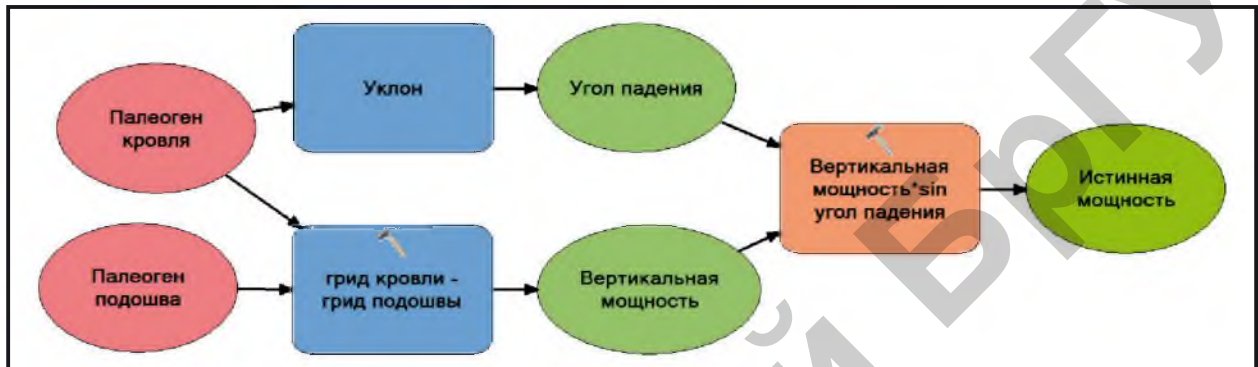 Палеоген
кровля
Уклон
Угол падения
Вертикальная
мощность*sin
угол падения
Истинная
мощность
Палеоген
подошва
грид кровли -
грид подошвы
Вертикальная
мощность
Й БрГУ